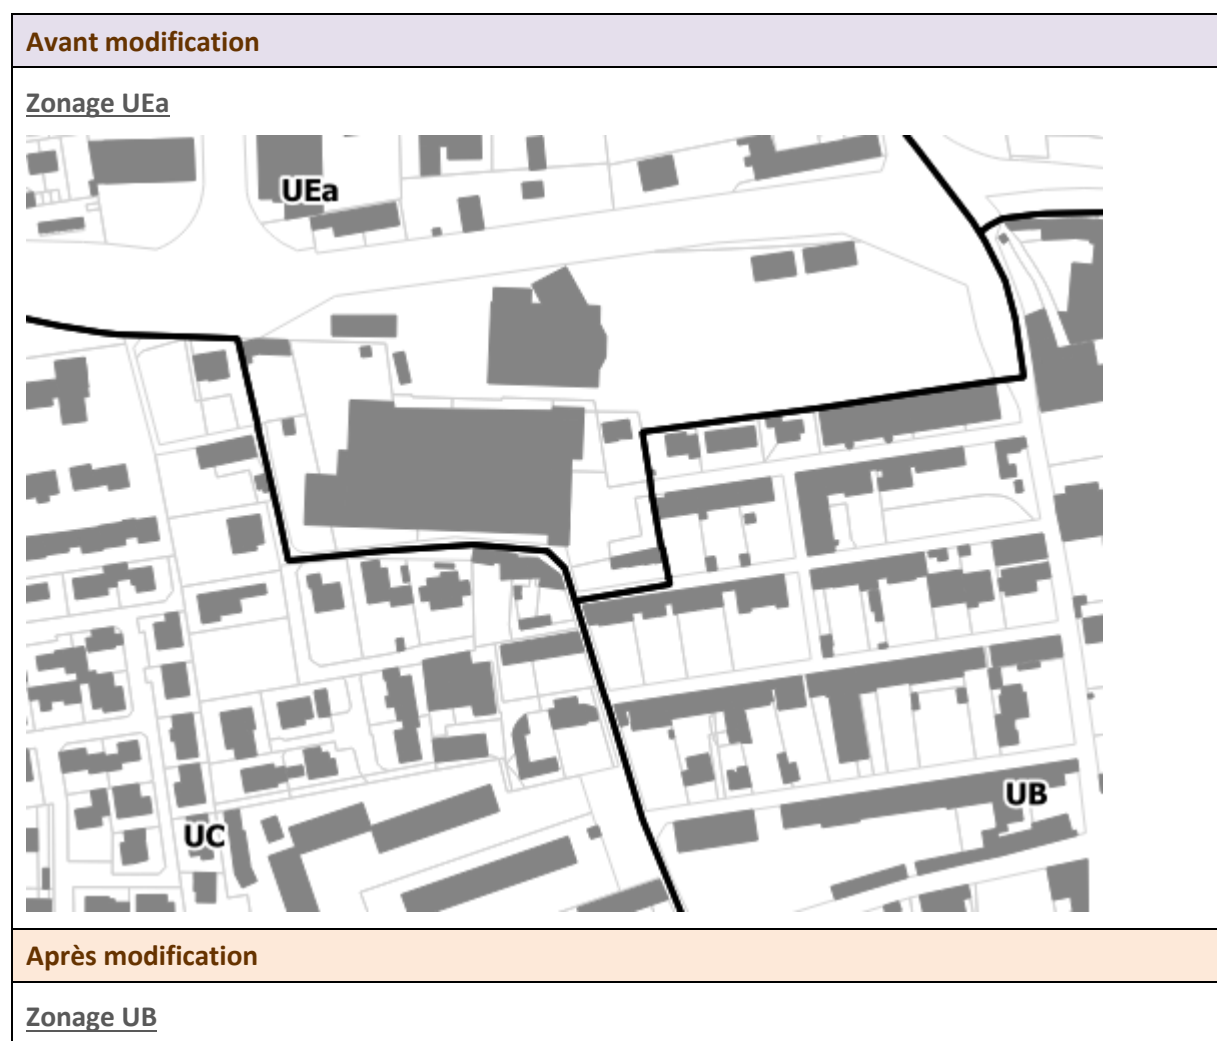 Avant modification
Zonage UEa
UEa
UB
UC
Après modification
Zonage UB